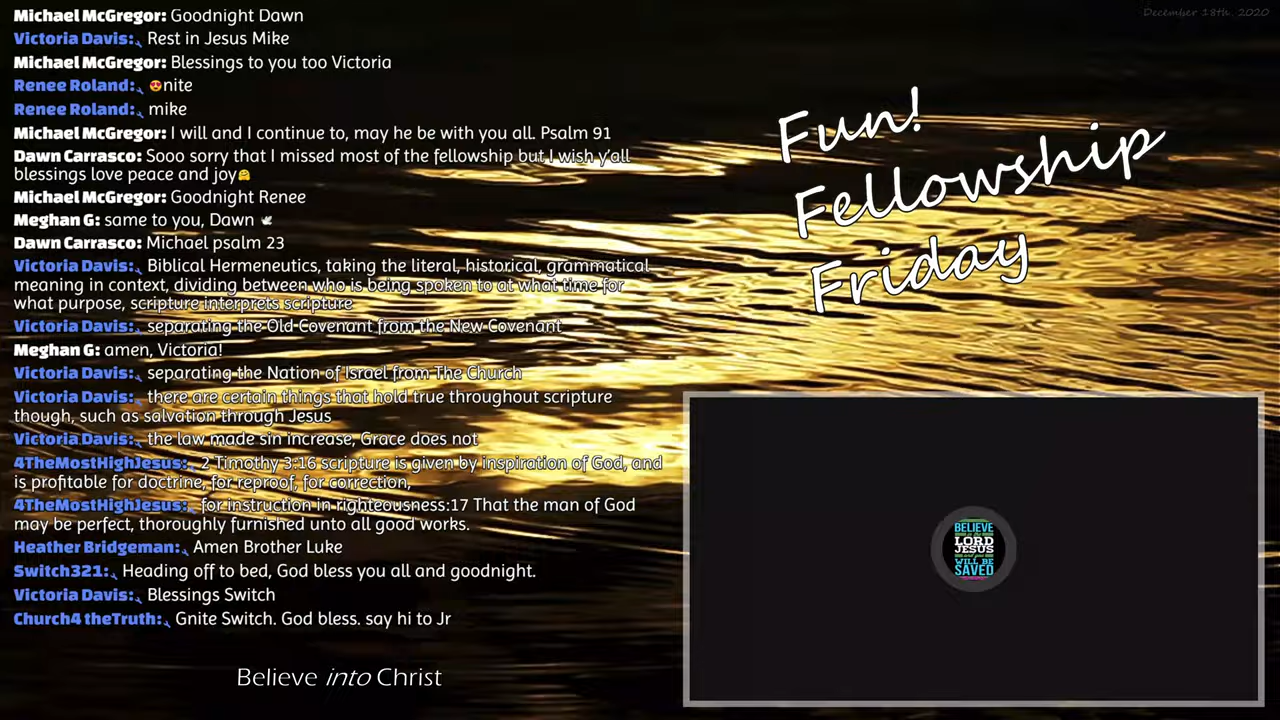 Michael McGregor: Goodnight Dawn
Victoria Davis: Rest in Jesus Mike
Michael McGregor: Blessings to you too Victoria
Renee Roland: 😍nite
Renee Roland: mike
Michael McGregor: I will and I continue to, may he be with you all. Psalm 91
Dawn Carrasco: Sooo sorry that I missed most of the fellowship but I wish y'all
blessings love peace and joy🤗
Michael McGregor: Goodnight Renee
Meghan G: same to you, Dawn 🕊
Dawn Carrasco: Michael psalm 23
Victoria Davis: Biblical Hermeneutics, taking the literal, historical, grammatical
meaning in context, dividing between who is being spoken to at what time for
what purpose, scripture interprets scripture
Victoria Davis: separating the Old Covenant from the New Covenant
Meghan G: amen, Victoria!
Victoria Davis: separating the Nation of Israel from The Church
Victoria Davis: there are certain things that hold true throughout scripture
though, such as salvation through Jesus
Victoria Davis: the law made sin increase, Grace does not
4TheMostHighJesus: 2 Timothy 3:16 scripture is given by inspiration of God, and
is profitable for doctrine, for reproof, for correction,
4TheMostHighJesus: for instruction in righteousness:17 That the man of God
may be perfect, thoroughly furnished unto all good works.
Heather Bridgeman: Amen Brother Luke
Switch321: Heading off to bed, God bless you all and goodnight.
Victoria Davis: Blessings Switch
Church4 theTruth: Gnite Switch. God bless. say hi to Jr
Believe into Christ
December 18th, 2020
Fun!
Fellowship
Friday
BELIEVE
LORD
JESUS
WILL BE
SAVED